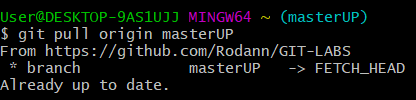 User@DESKTOP-9AS1UJJ MINGW64 ~ (masterUP)
$ git pull origin masterUP
From https://github.com/Rodann/GIT-LABS
 * branch            masterUP   -> FETCH_HEAD
Already up to date.